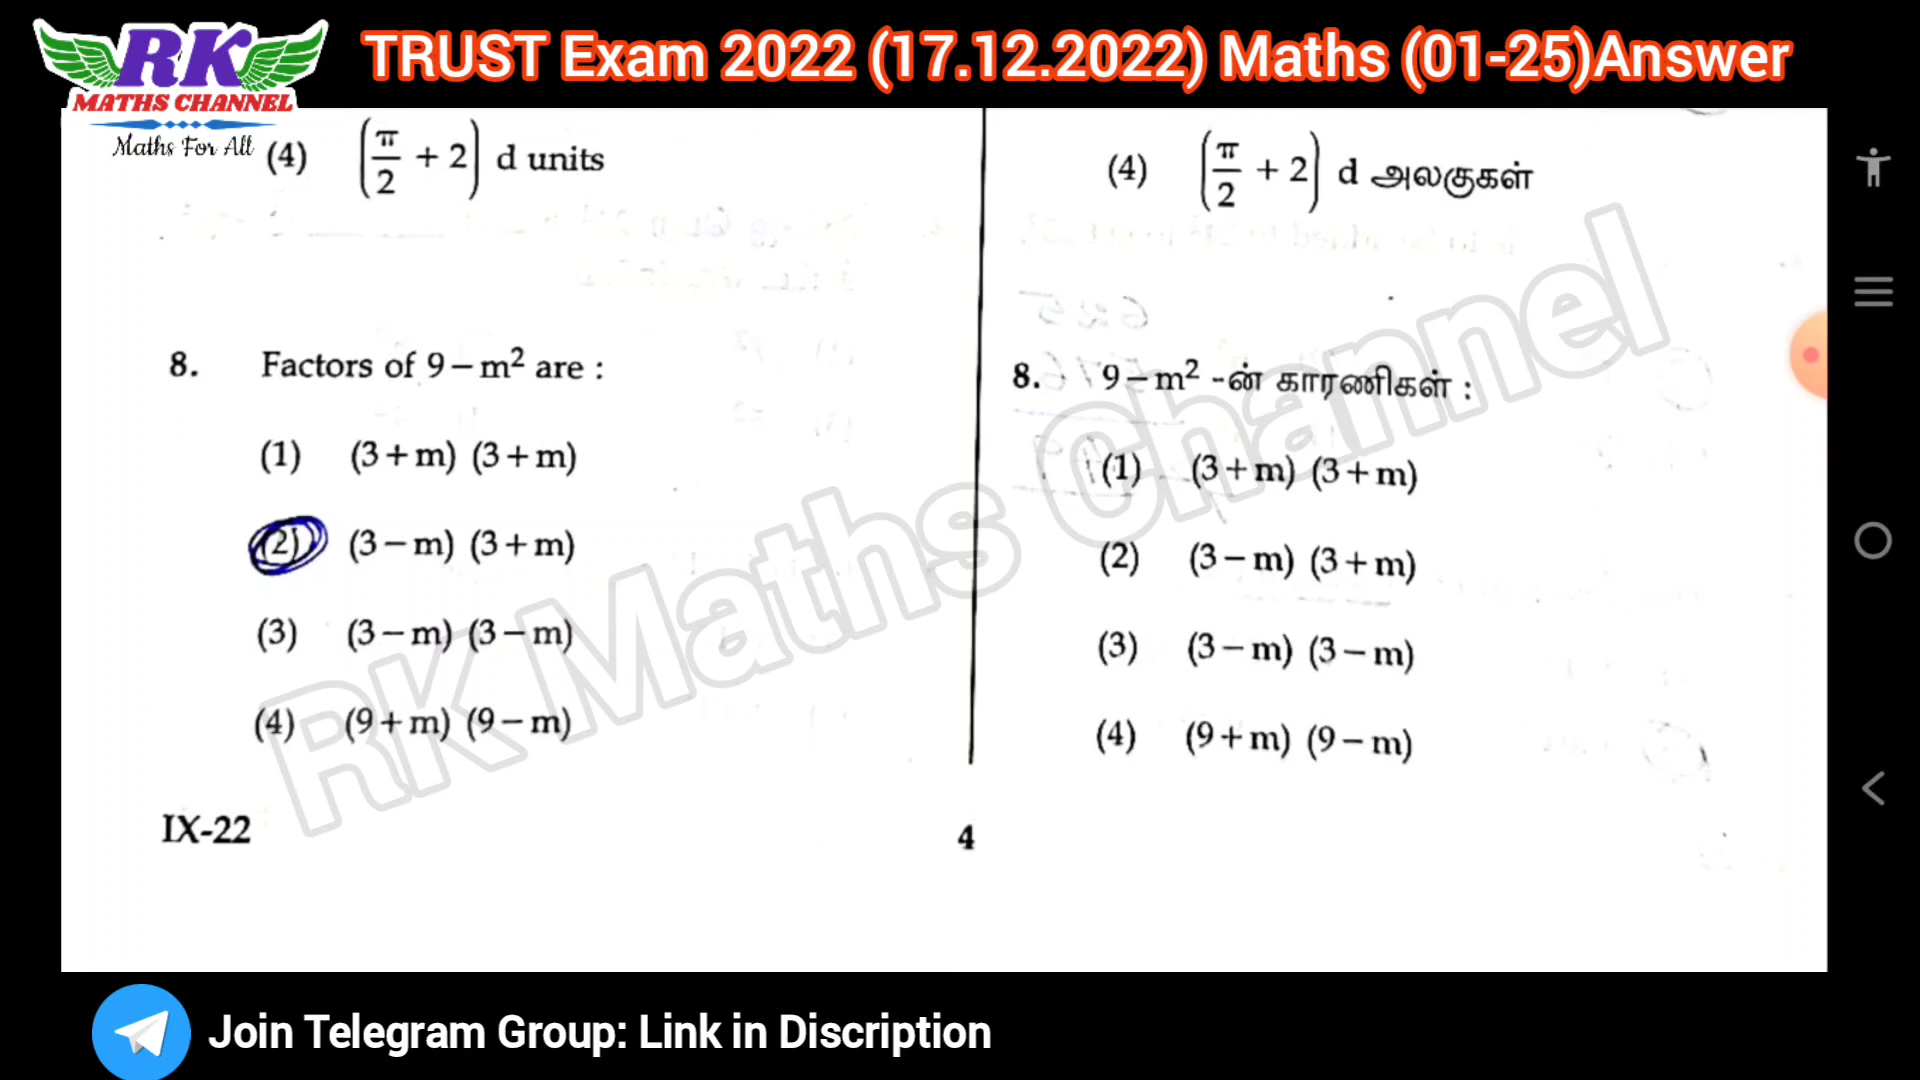 RK
MATHS CHANNEL
Maths For All
TRUST Exam 2022 (17.12.2022) Maths (01-25)Answer
(4) (π/2 + 2) d units
8. Factors of 9 – m² are :
(1) (3 + m) (3 + m)
(2) (3 – m) (3 + m)
(3) (3 – m) (3 – m)
(4) (9 + m) (9 – m)
IX-22
4
(4) (π/2 + 2) d அலகுகள்
8. 9 – m² -ன் காரணிகள் :
(1) (3 + m) (3 + m)
(2) (3 – m) (3 + m)
(3) (3 – m) (3 – m)
(4) (9 + m) (9 – m)
RK Maths Channel
Join Telegram Group: Link in Discription